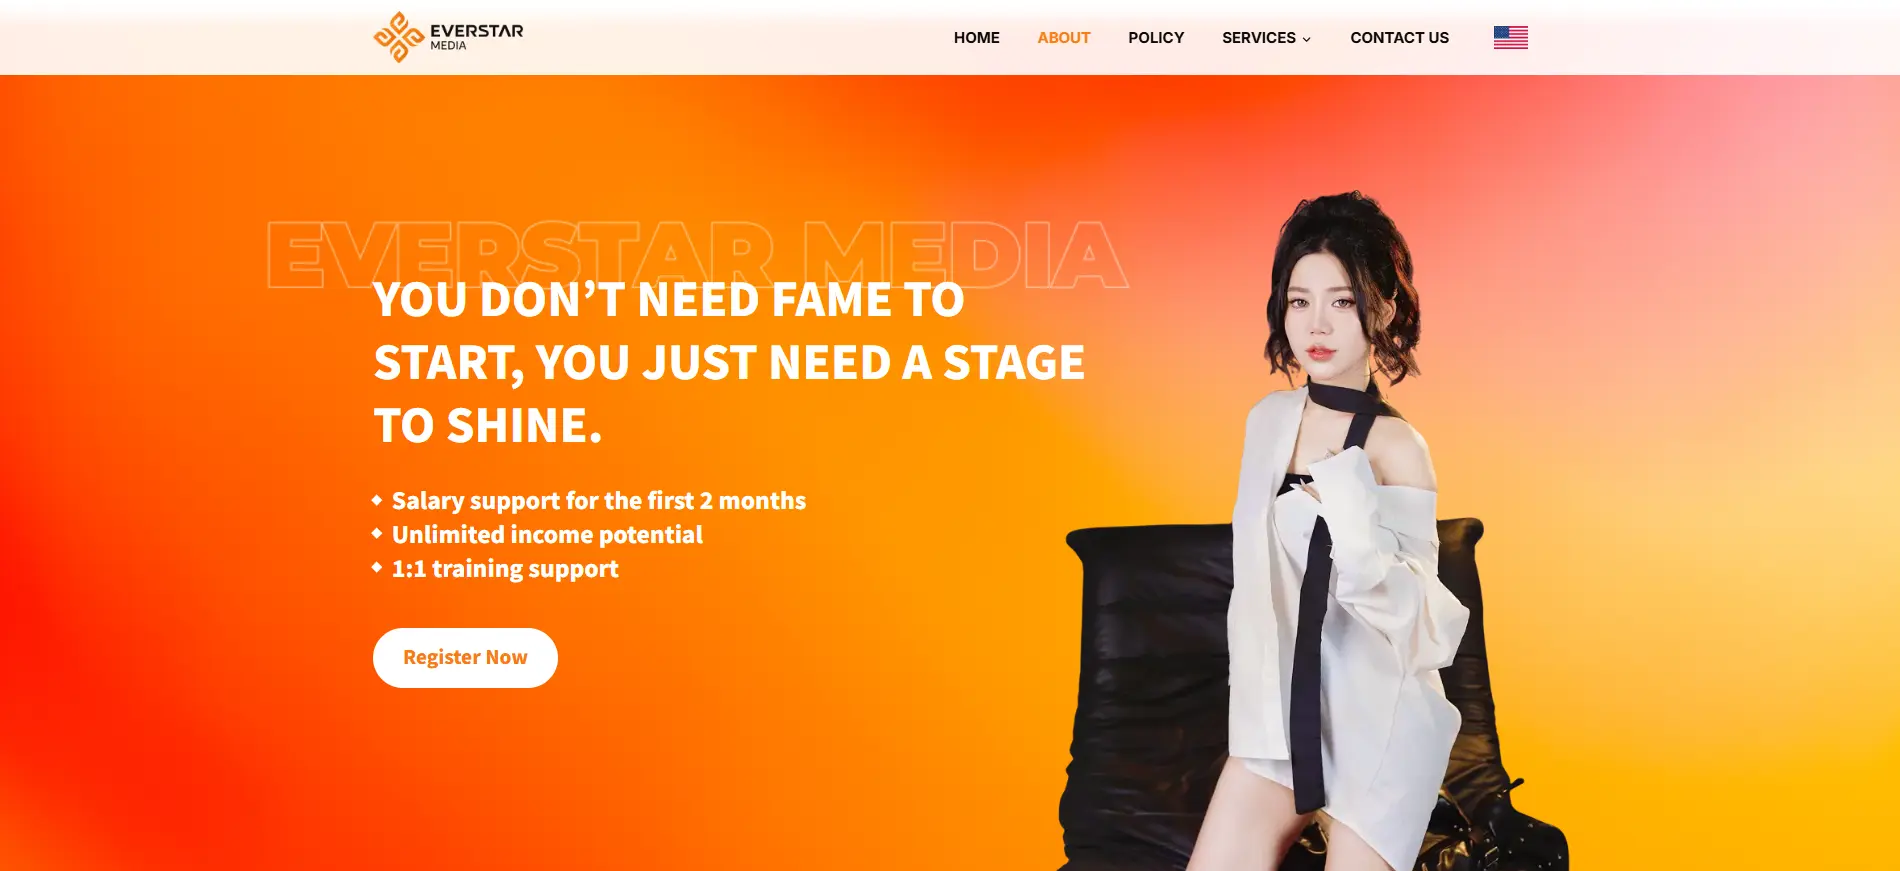 EVERSTAR
MEDIA
HOME
ABOUT
POLICY
SERVICES
CONTACT US
EVERSTAR MEDIA
YOU DON’T NEED FAME TO
START, YOU JUST NEED A STAGE
TO SHINE.
Salary support for the first 2 months
Unlimited income potential
1:1 training support
Register Now